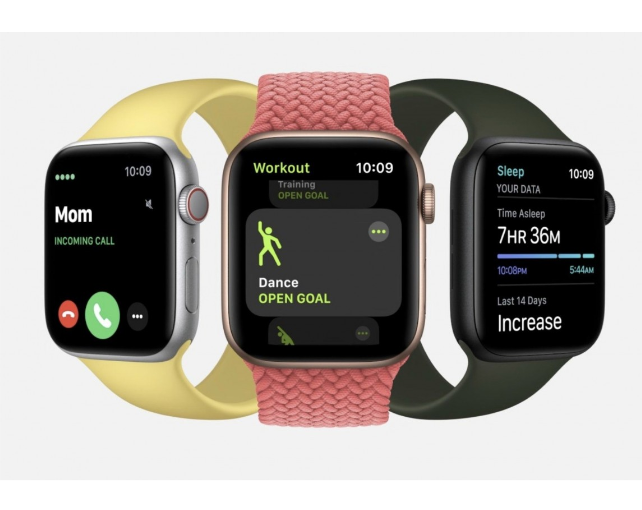 10:09
Mom
INCOMING CALL
Workout 10:09
Training
OPEN GOAL
Dance
OPEN GOAL
Sleep 10:09
YOUR DATA
Time Asleep
7HR 36M
10:08PM 5:44AM
Last 14 Days
Increase